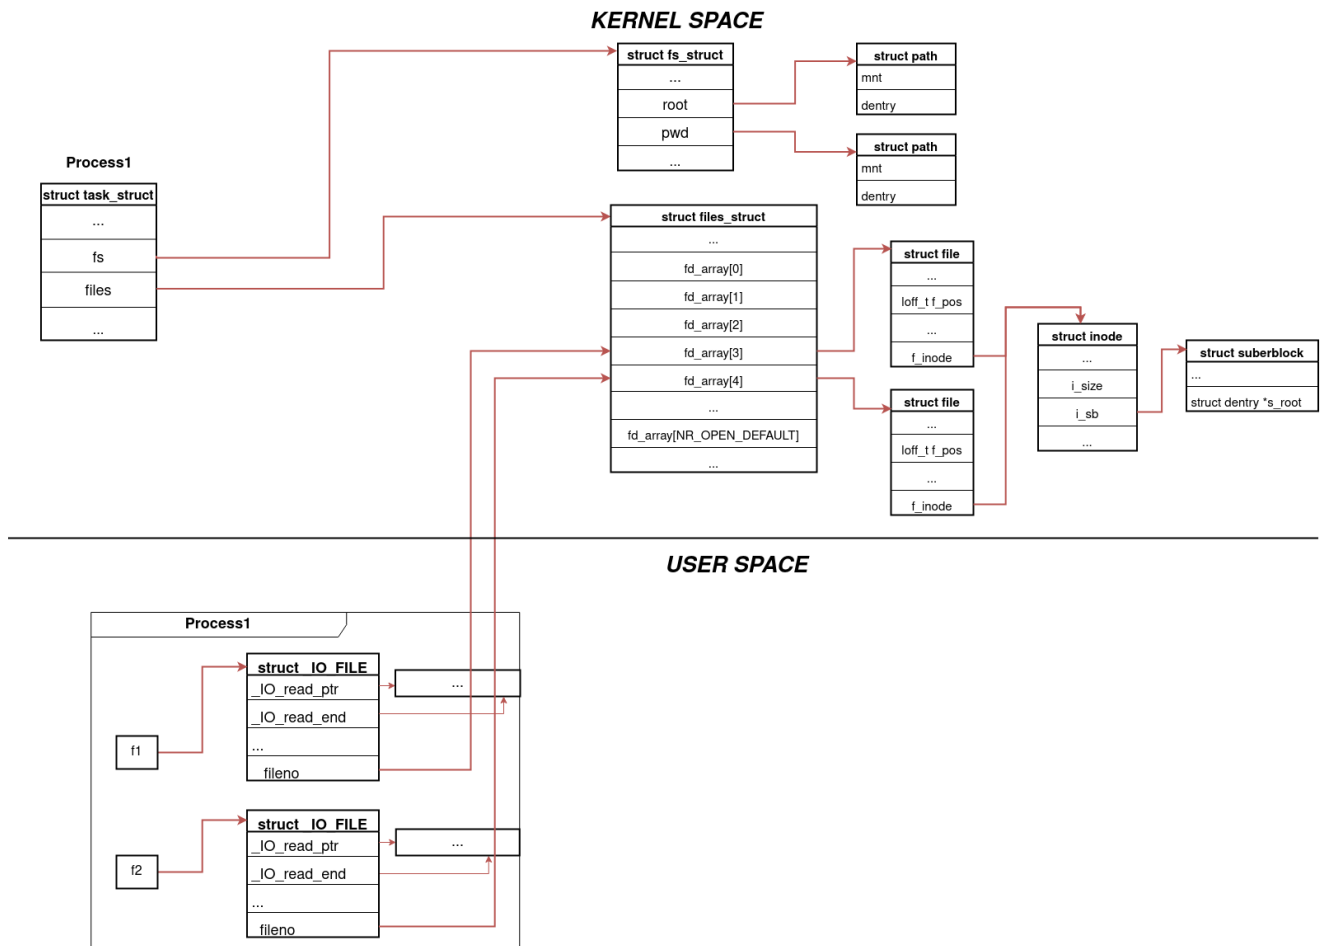 KERNEL SPACE
struct fs_struct
...
root
pwd
...
struct path
mnt
dentry
struct path
mnt
dentry
Process1
struct task_struct
...
fs
files
...
struct files_struct
...
fd_array[0]
fd_array[1]
fd_array[2]
fd_array[3]
fd_array[4]
...
fd_array[NR_OPEN_DEFAULT]
...
struct file
...
loff_t f_pos
...
f_inode
struct file
...
loff_t f_pos
...
f_inode
struct inode
...
i_size
i_sb
...
struct suberblock
...
struct dentry *s_root
USER SPACE
Process1
f1
struct _IO_FILE
_IO_read_ptr
_IO_read_end
...
_fileno
...
f2
struct _IO_FILE
_IO_read_ptr
_IO_read_end
...
_fileno
...